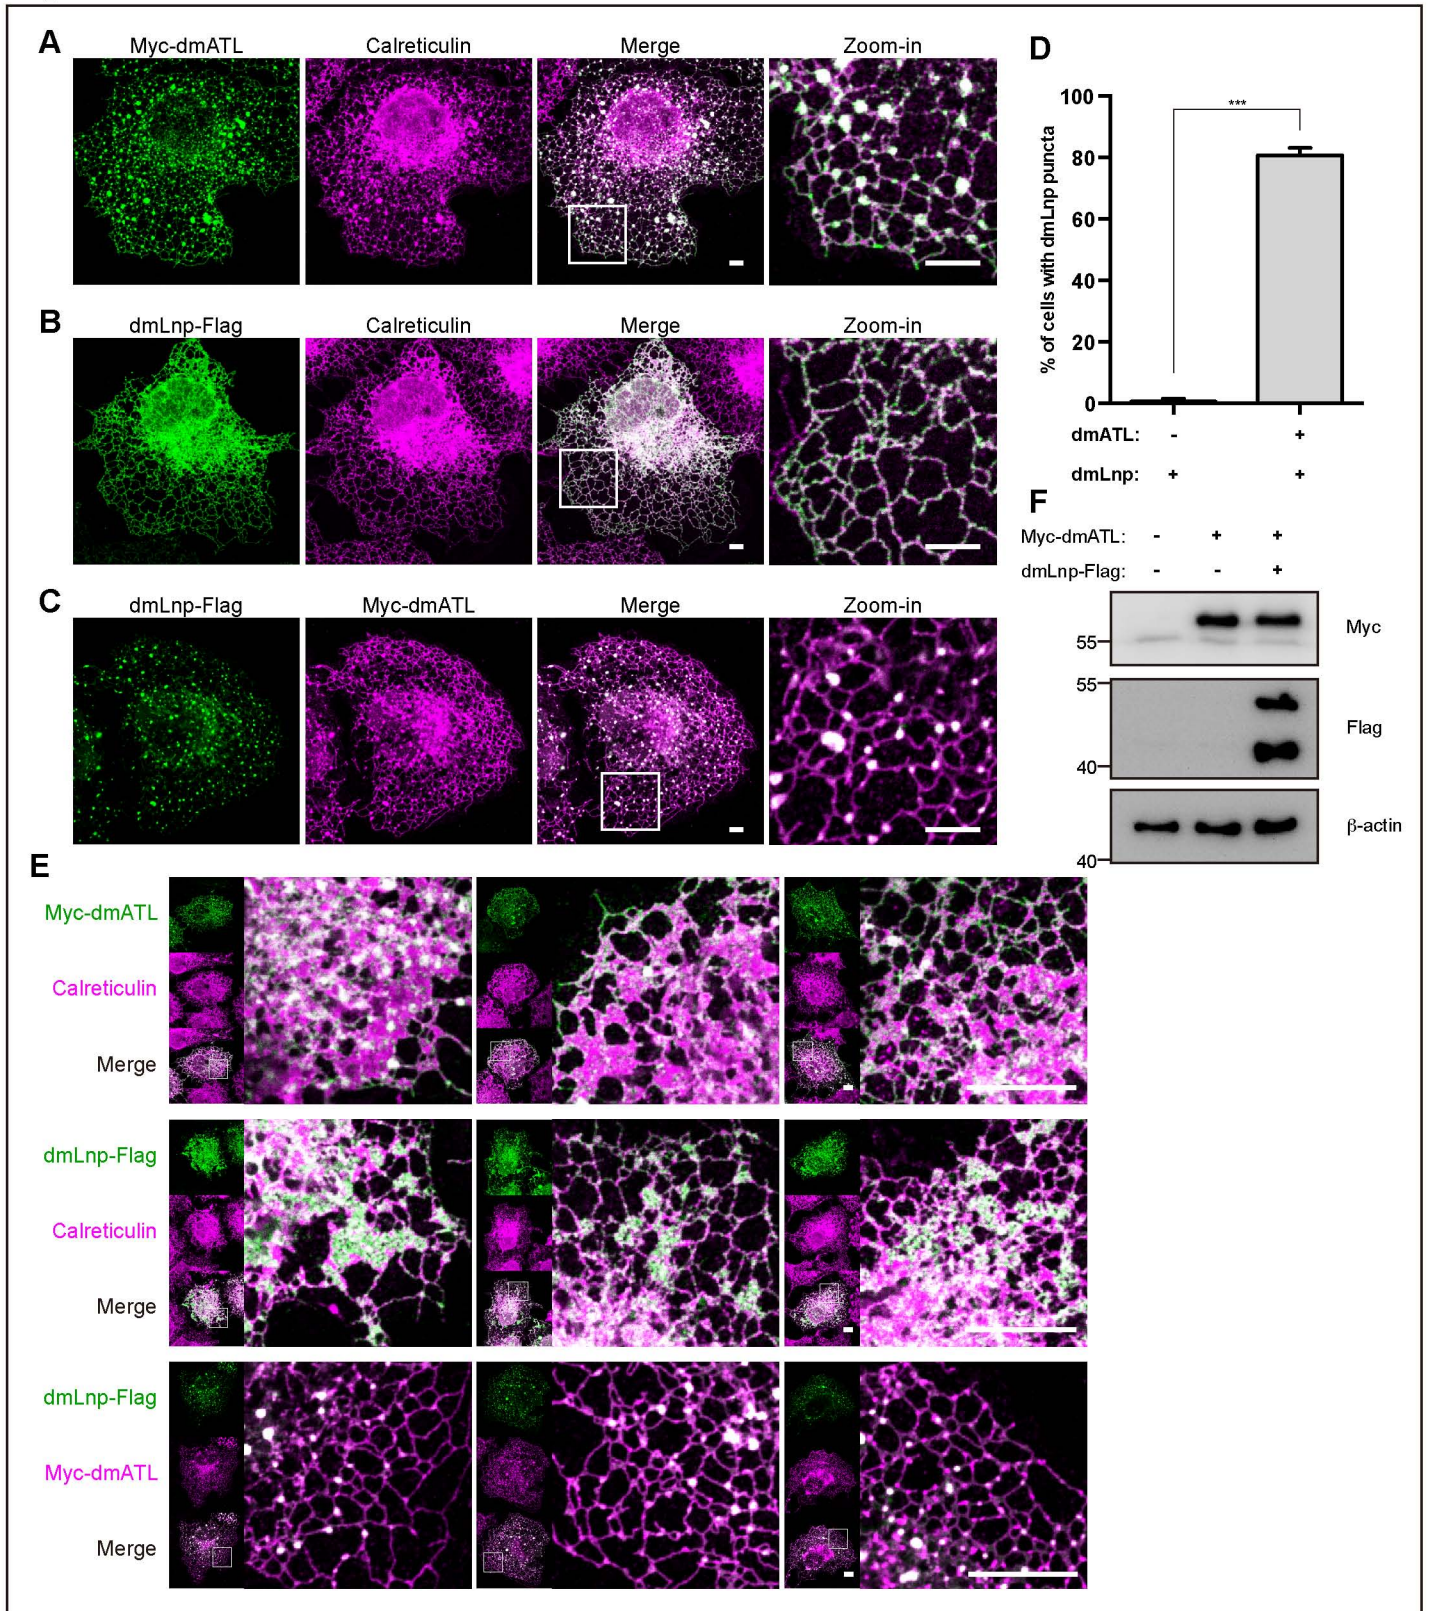 A
Myc-dmATL Calreticulin Merge Zoom-in
B
dmLnp-Flag Calreticulin Merge Zoom-in
C
dmLnp-Flag Myc-dmATL Merge Zoom-in
D
***
% of cells with dmLnp puncta
100
80
60
40
20
0
dmATL: - +
dmLnp: + +
F
Myc-dmATL: - + +
dmLnp-Flag: - - +
55
Myc
55
Flag
40
β-actin
40
E
Myc-dmATL
Calreticulin
Merge
dmLnp-Flag
Calreticulin
Merge
dmLnp-Flag
Myc-dmATL
Merge